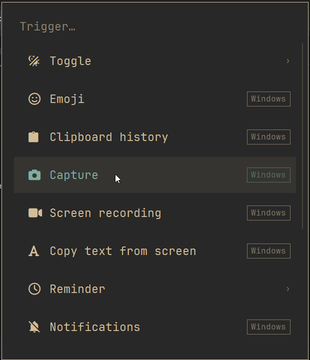 Trigger…
Toggle
Emoji Windows
Clipboard history Windows
Capture Windows
Screen recording Windows
Copy text from screen Windows
Reminder
Notifications Windows